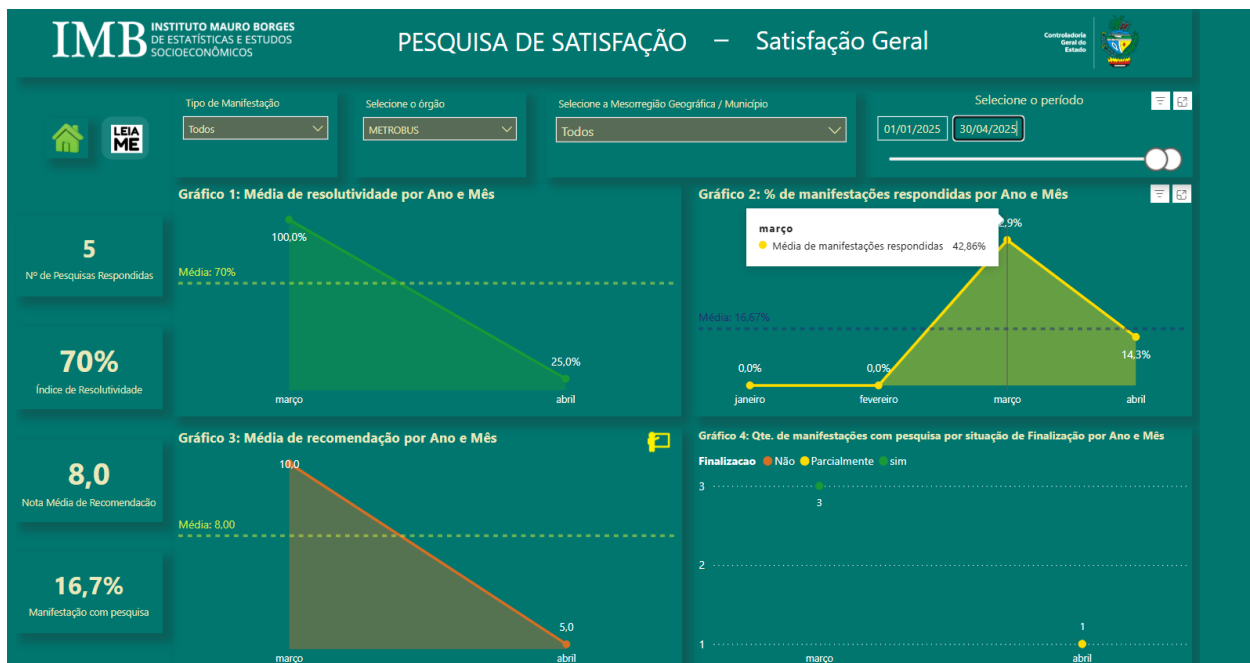 IMB INSTITUTO MAURO BORGES
DE ESTATÍSTICAS E ESTUDOS
SOCIOECONÔMICOS
PESQUISA DE SATISFAÇÃO – Satisfação Geral
Controladoria
Geral do
Estado
Tipo de Manifestação
Todos
Selecione o órgão
METROBUS
Selecione a Mesorregião Geográfica / Município
Todos
Selecione o período
01/01/2025 30/04/2025
LEIA
ME
5
Nº de Pesquisas Respondidas
70%
Índice de Resolutividade
8,0
Nota Média de Recomendacão
16,7%
Manifestação com pesquisa
Gráfico 1: Média de resolutividade por Ano e Mês
100,0%
Média: 70%
25,0%
março abril
Gráfico 2: % de manifestações respondidas por Ano e Mês
março
Média de manifestações respondidas 42,86%
2,9%
Média: 16,67%
14,3%
0,0% 0,0%
janeiro fevereiro março abril
Gráfico 3: Média de recomendação por Ano e Mês
10,0
Média: 8,00
5,0
março abril
Gráfico 4: Qte. de manifestações com pesquisa por situação de Finalização por Ano e Mês
Finalizacao Não Parcialmente sim
3
3
2
1
1
março abril